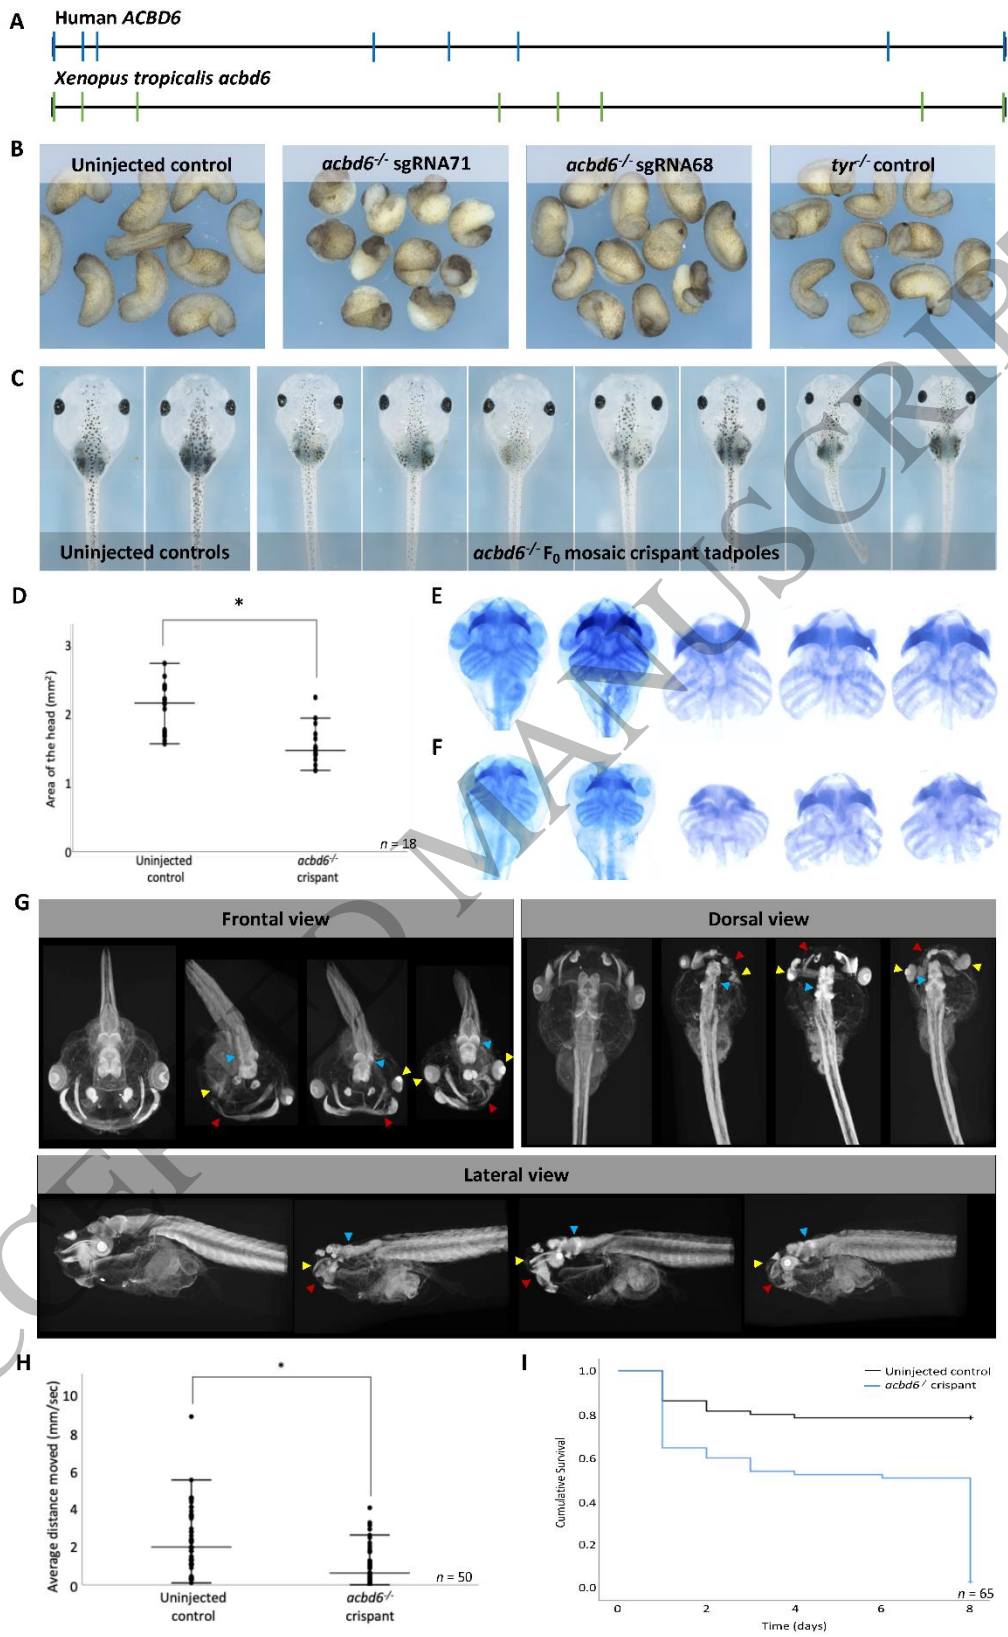 A
Human ACBD6
Xenopus tropicalis acbd6
B
Uninjected control
acbd6-/- sgRNA71
acbd6-/- sgRNA68
tyr-/- control
C
Uninjected controls
acbd6-/- F0 mosaic crispant tadpoles
D
*
Area of the head (mm2)
3
2
1
0
n = 18
Uninjected
control
acbd6-/-
crispant
E
F
G
Frontal view
Dorsal view
Lateral view
H
*
Average distance moved (mm/sec)
10
8
6
4
2
0
n = 50
Uninjected
control
acbd6-/-
crispant
I
Uninjected control
acbd6-/- crispant
Cumulative Survival
1.0
0.8
0.6
0.4
0.2
0.0
n = 65
0 2 4 6 8
Time (days)
CEPTED MANUSCRIP